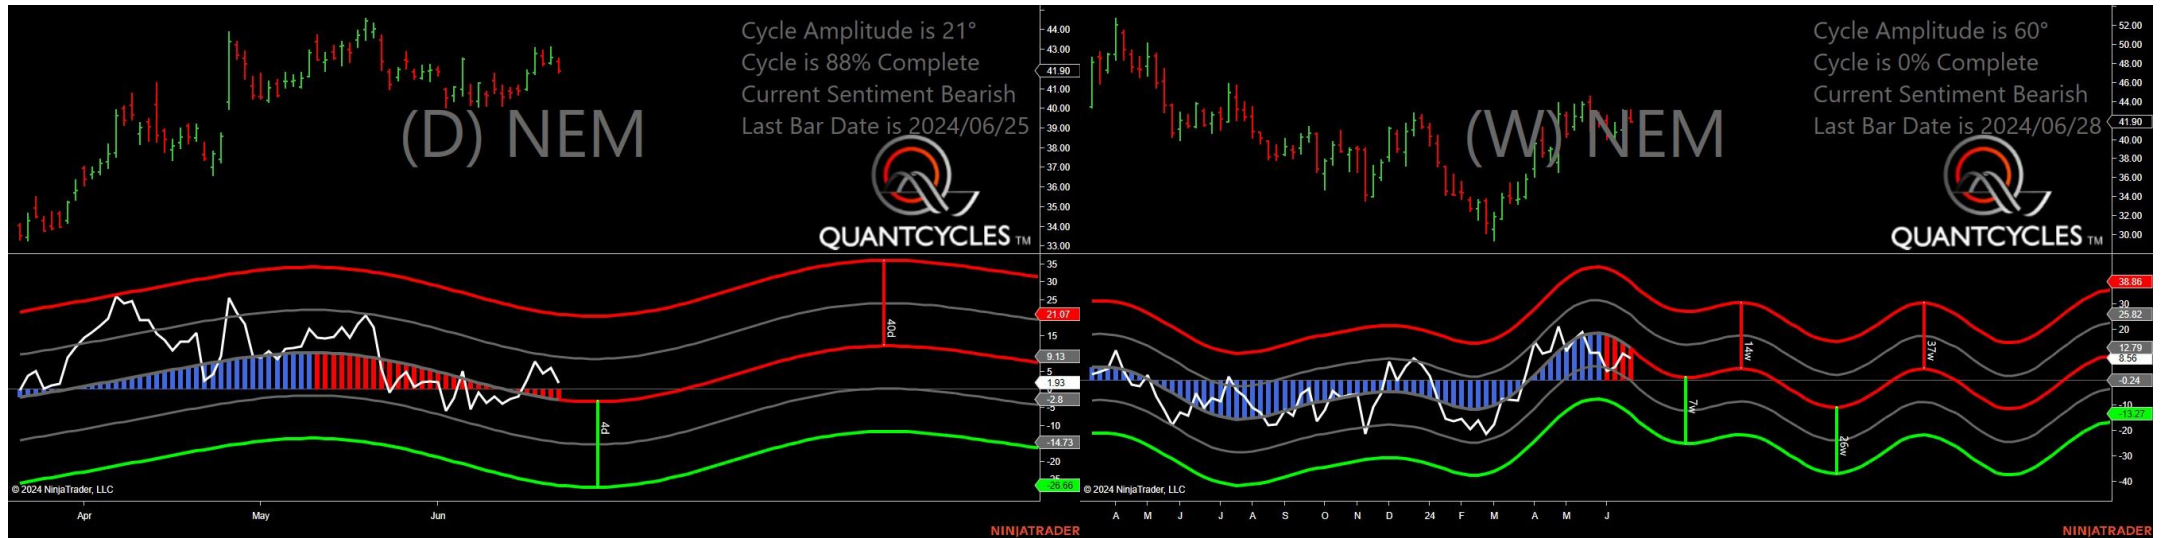 Cycle Amplitude is 21°
Cycle is 88% Complete
Current Sentiment Bearish
Last Bar Date is 2024/06/25
(D) NEM
QUANTCYCLES TM
44.00
43.00
41.90
41.00
40.00
39.00
38.00
37.00
36.00
35.00
34.00
33.00
35
30
25
21.07
15
9.13
5
1.93
-2.8
-5
-10
-14.73
-20
-26.66
40d
4d
© 2024 NinjaTrader, LLC
Apr May Jun
NINJATRADER
Cycle Amplitude is 60°
Cycle is 0% Complete
Current Sentiment Bearish
Last Bar Date is 2024/06/28
(W) NEM
QUANTCYCLES TM
52.00
50.00
48.00
46.00
44.00
41.90
40.00
38.00
36.00
34.00
32.00
30.00
38.86
30
25.82
20
12.79
8.56
-0.24
-10
-13.27
-20
-30
-40
14w
37w
7w
26w
© 2024 NinjaTrader, LLC
A M J J A S O N D 24 F M A M J
NINJATRADER